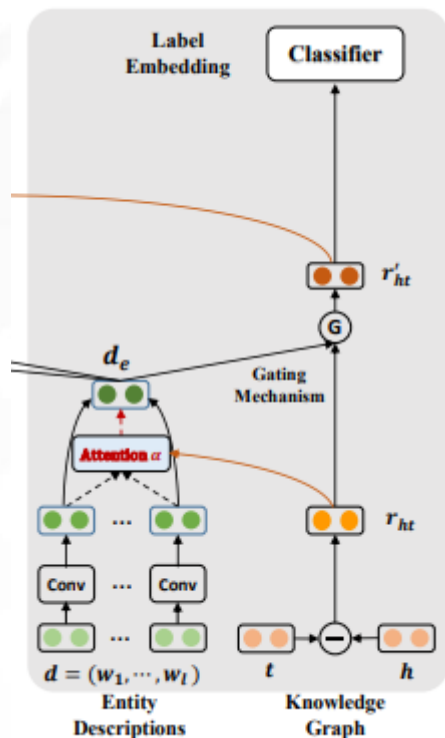 Label
Embedding
Classifier
r'ht
G
de
Gating
Mechanism
Attention α
... rht
Conv ... Conv
...
d = (w1, ⋯, wl) t h
Entity
Descriptions
Knowledge
Graph